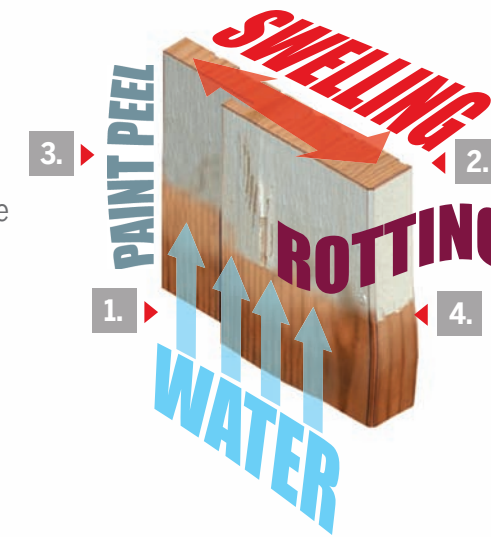 SWELLING
PAINT PEEL
3.
2.
e
ROTTING
1.
4.
WATER